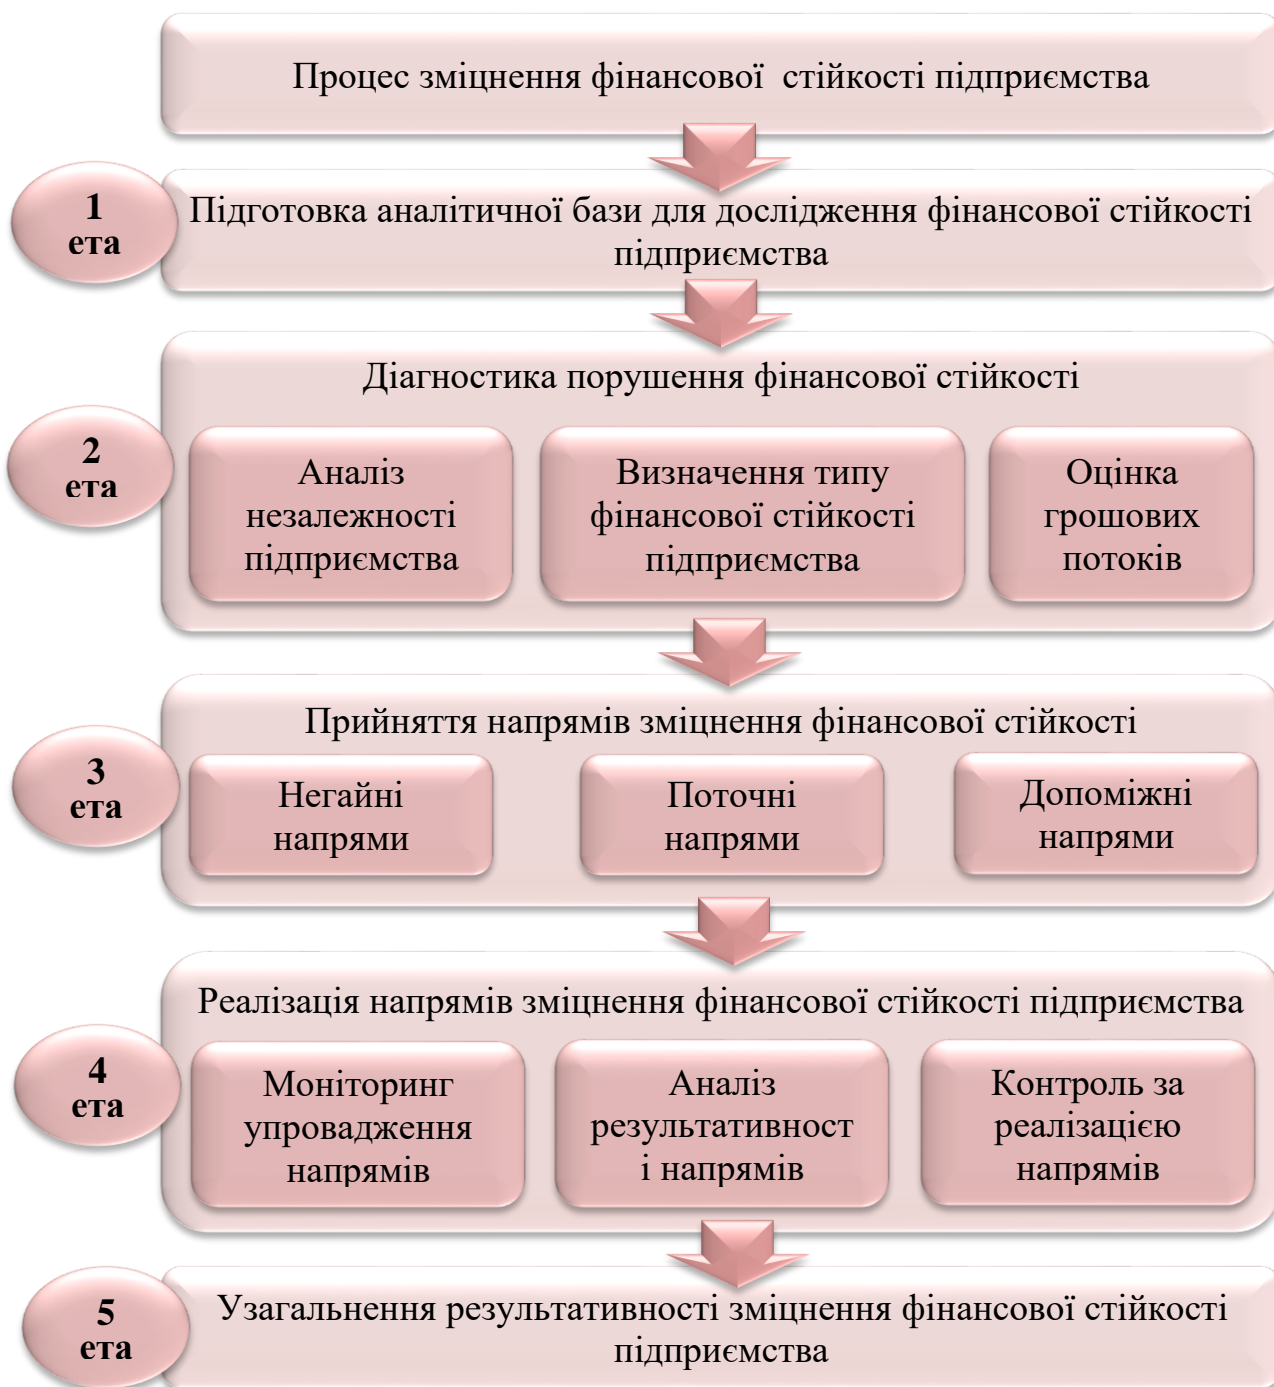 Процес зміцнення фінансової стійкості підприємства
1
ета
Підготовка аналітичної бази для дослідження фінансової стійкості
підприємства
Діагностика порушення фінансової стійкості
2
ета
Аналіз
незалежності
підприємства
Визначення типу
фінансової стійкості
підприємства
Оцінка
грошових
потоків
Прийняття напрямів зміцнення фінансової стійкості
3
ета
Негайні
напрями
Поточні
напрями
Допоміжні
напрями
Реалізація напрямів зміцнення фінансової стійкості підприємства
4
ета
Моніторинг
упровадження
напрямів
Аналіз
результативност
і напрямів
Контроль за
реалізацією
напрямів
5
ета
Узагальнення результативності зміцнення фінансової стійкості
підприємства